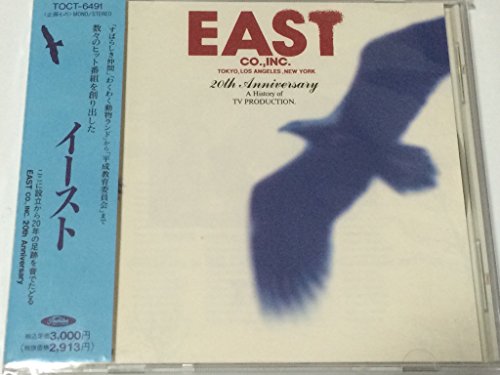 TOCT-6491
(企画モノ) MONO/STEREO
「すばらしき仲間」「わくわく動物ランド」から「平成教育委員会」まで
数々のヒット番組を創り出した
イースト
ここに設立から20年の足跡を音でたどる
EAST CO., INC. 20th Anniversary
税込定価3,000円
(税抜価格2,913円)
EAST
CO.,INC.
TOKYO, LOS ANGELES, NEW YORK
20th Anniversary
A History of
TV PRODUCTION.